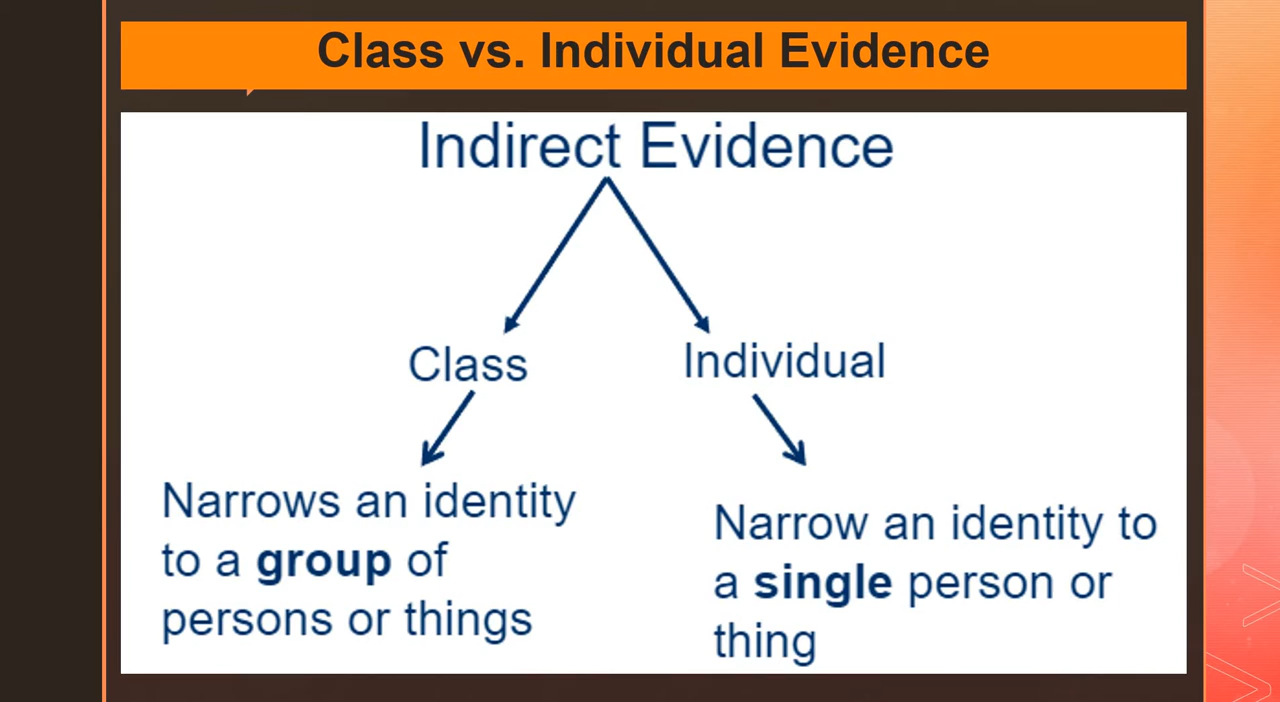 Class vs. Individual Evidence
Indirect Evidence
Class
Individual
Narrows an identity
to a group of
persons or things
Narrow an identity to
a single person or
thing